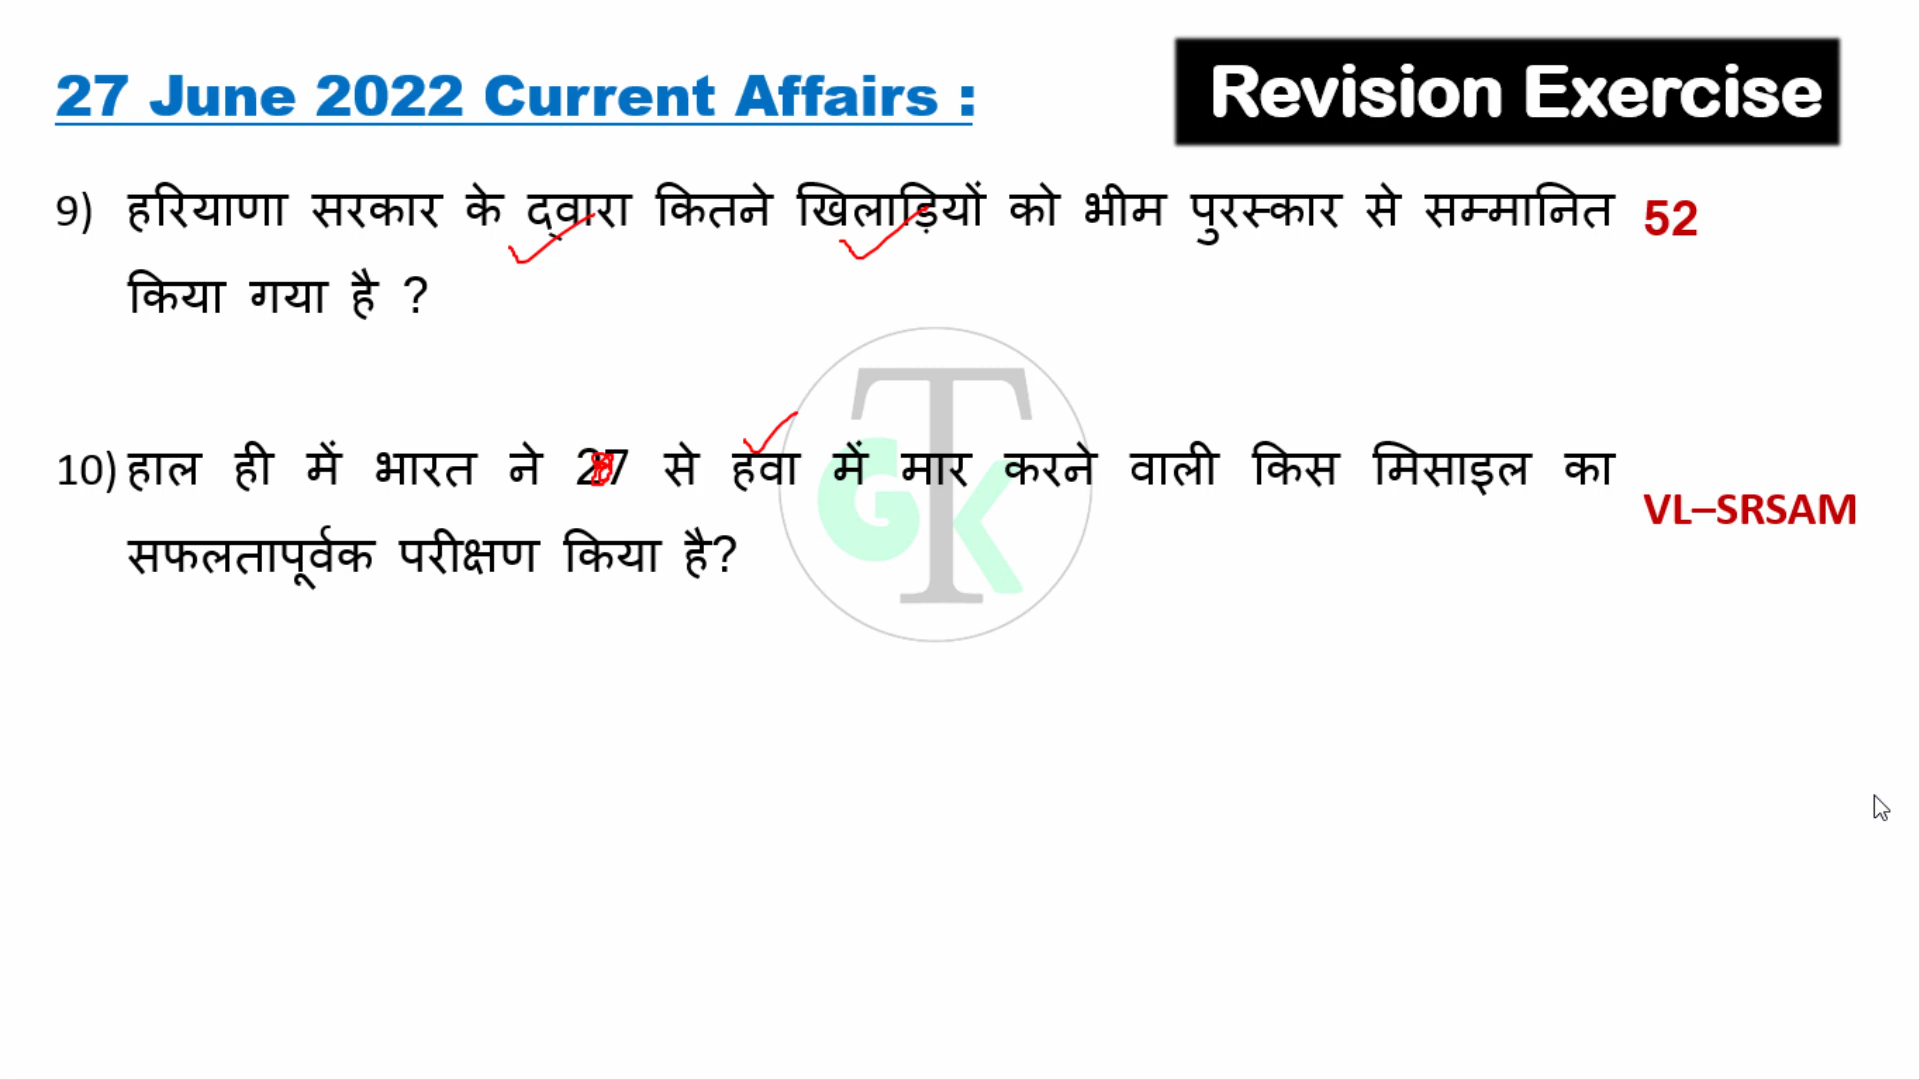 27 June 2022 Current Affairs :
Revision Exercise
9) हरियाणा सरकार के द्वारा कितने खिलाड़ियों को भीम पुरस्कार से सम्मानित 52
किया गया है ?
10) हाल ही में भारत ने 27 से हवा में मार करने वाली किस मिसाइल का
VL–SRSAM
सफलतापूर्वक परीक्षण किया है?
GTK